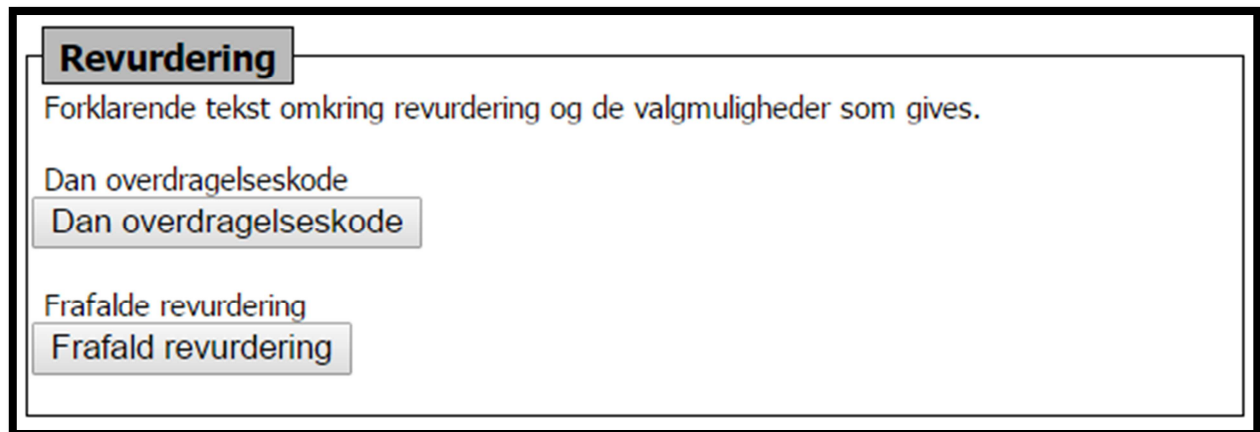 Revurdering
Forklarende tekst omkring revurdering og de valgmuligheder som gives.
Dan overdragelseskode
Dan overdragelseskode
Frafalde revurdering
Frafald revurdering